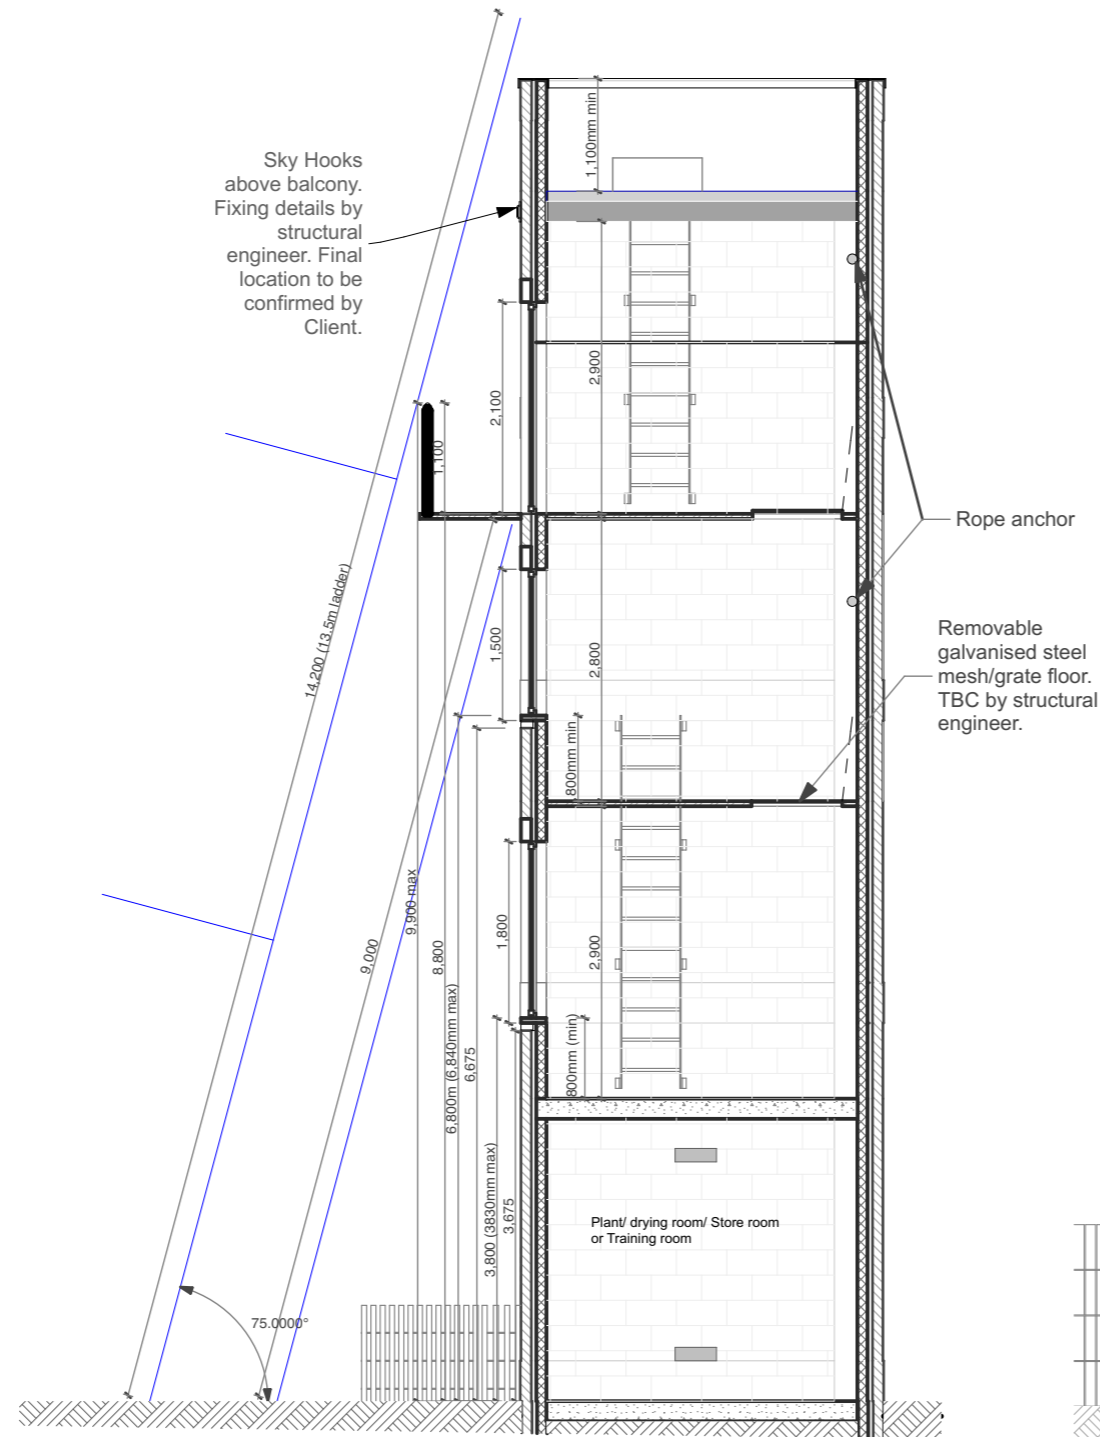 1,100mm min
Sky Hooks
above balcony.
Fixing details by
structural
engineer. Final
location to be
confirmed by
Client.
2,900
2,100
1,100
Rope anchor
14,200 (13.5m ladder)
1,500
2,800
Removable
galvanised steel
mesh/grate floor.
TBC by structural
engineer.
800mm min
9,900 max
1,800
9,000
8,800
2,900
6,800m (6,840mm max)
6,675
800mm (min)
3,800 (3830mm max)
3,675
Plant/ drying room/ Store room
or Training room
75.0000°